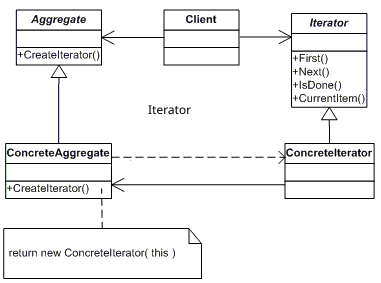 Aggregate
+CreateIterator()
Client
Iterator
+First()
+Next()
+IsDone()
+CurrentItem()
Iterator
ConcreteAggregate
+CreateIterator()
ConcreteIterator
return new ConcreteIterator( this )